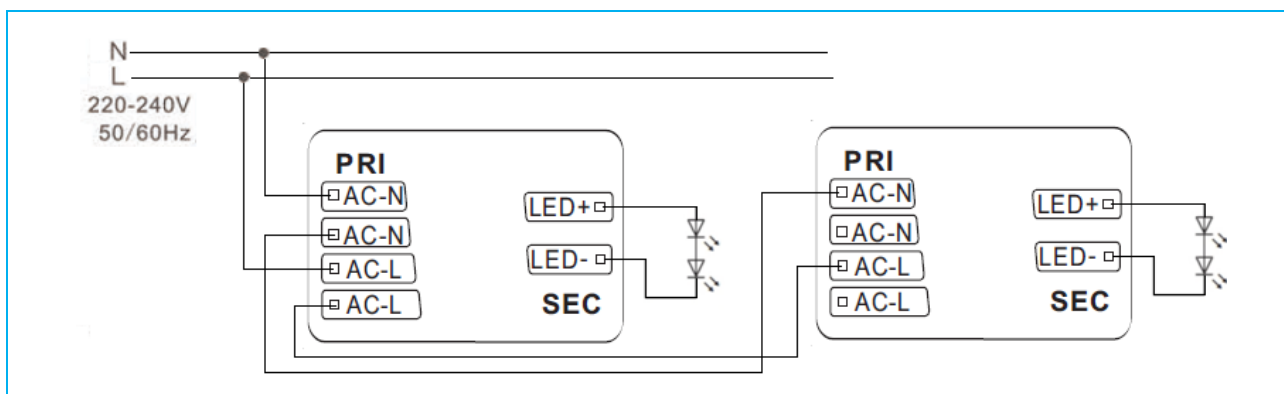 N
L
220-240V
50/60Hz
PRI
AC-N
AC-N
AC-L
AC-L
LED+
LED-
SEC
PRI
AC-N
AC-N
AC-L
AC-L
LED+
LED-
SEC